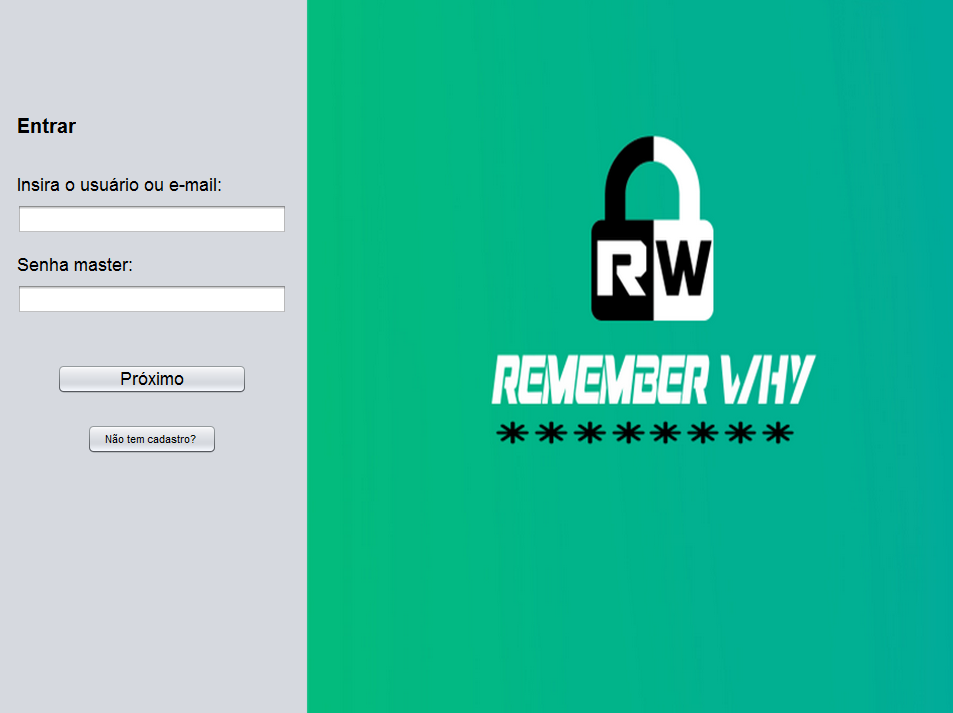 Entrar
Insira o usuário ou e-mail:
Senha master:
Próximo
Não tem cadastro?
RW
REMEMBER WHY
********